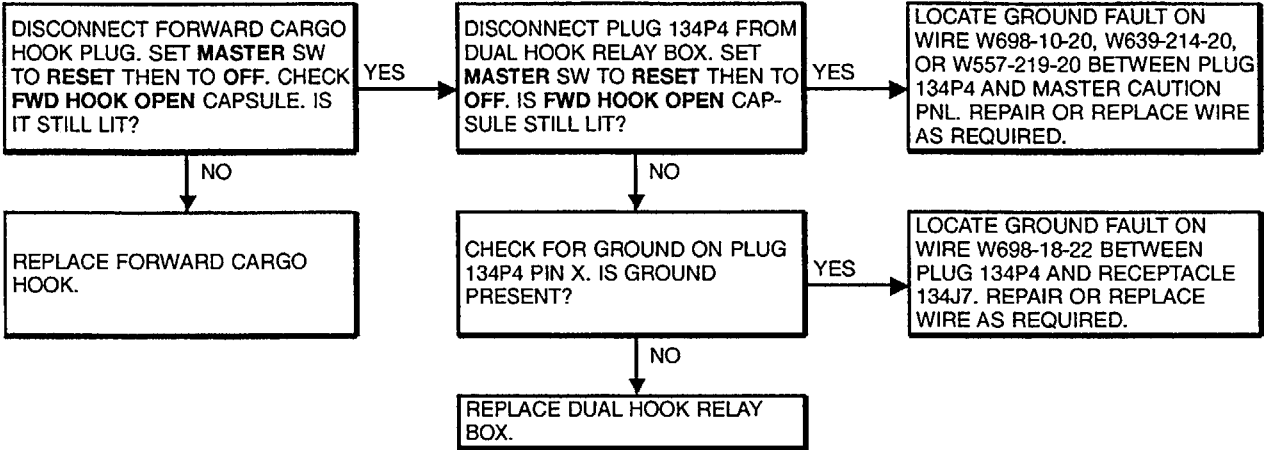 DISCONNECT FORWARD CARGO
HOOK PLUG. SET MASTER SW
TO RESET THEN TO OFF. CHECK
FWD HOOK OPEN CAPSULE. IS
IT STILL LIT?
YES
NO
REPLACE FORWARD CARGO
HOOK.
DISCONNECT PLUG 134P4 FROM
DUAL HOOK RELAY BOX. SET
MASTER SW TO RESET THEN TO
OFF. IS FWD HOOK OPEN CAP-
SULE STILL LIT?
YES
NO
LOCATE GROUND FAULT ON
WIRE W698-10-20, W639-214-20,
OR W557-219-20 BETWEEN PLUG
134P4 AND MASTER CAUTION
PNL. REPAIR OR REPLACE WIRE
AS REQUIRED.
CHECK FOR GROUND ON PLUG
134P4 PIN X. IS GROUND
PRESENT?
YES
NO
LOCATE GROUND FAULT ON
WIRE W698-18-22 BETWEEN
PLUG 134P4 AND RECEPTACLE
134J7. REPAIR OR REPLACE
WIRE AS REQUIRED.
REPLACE DUAL HOOK RELAY
BOX.